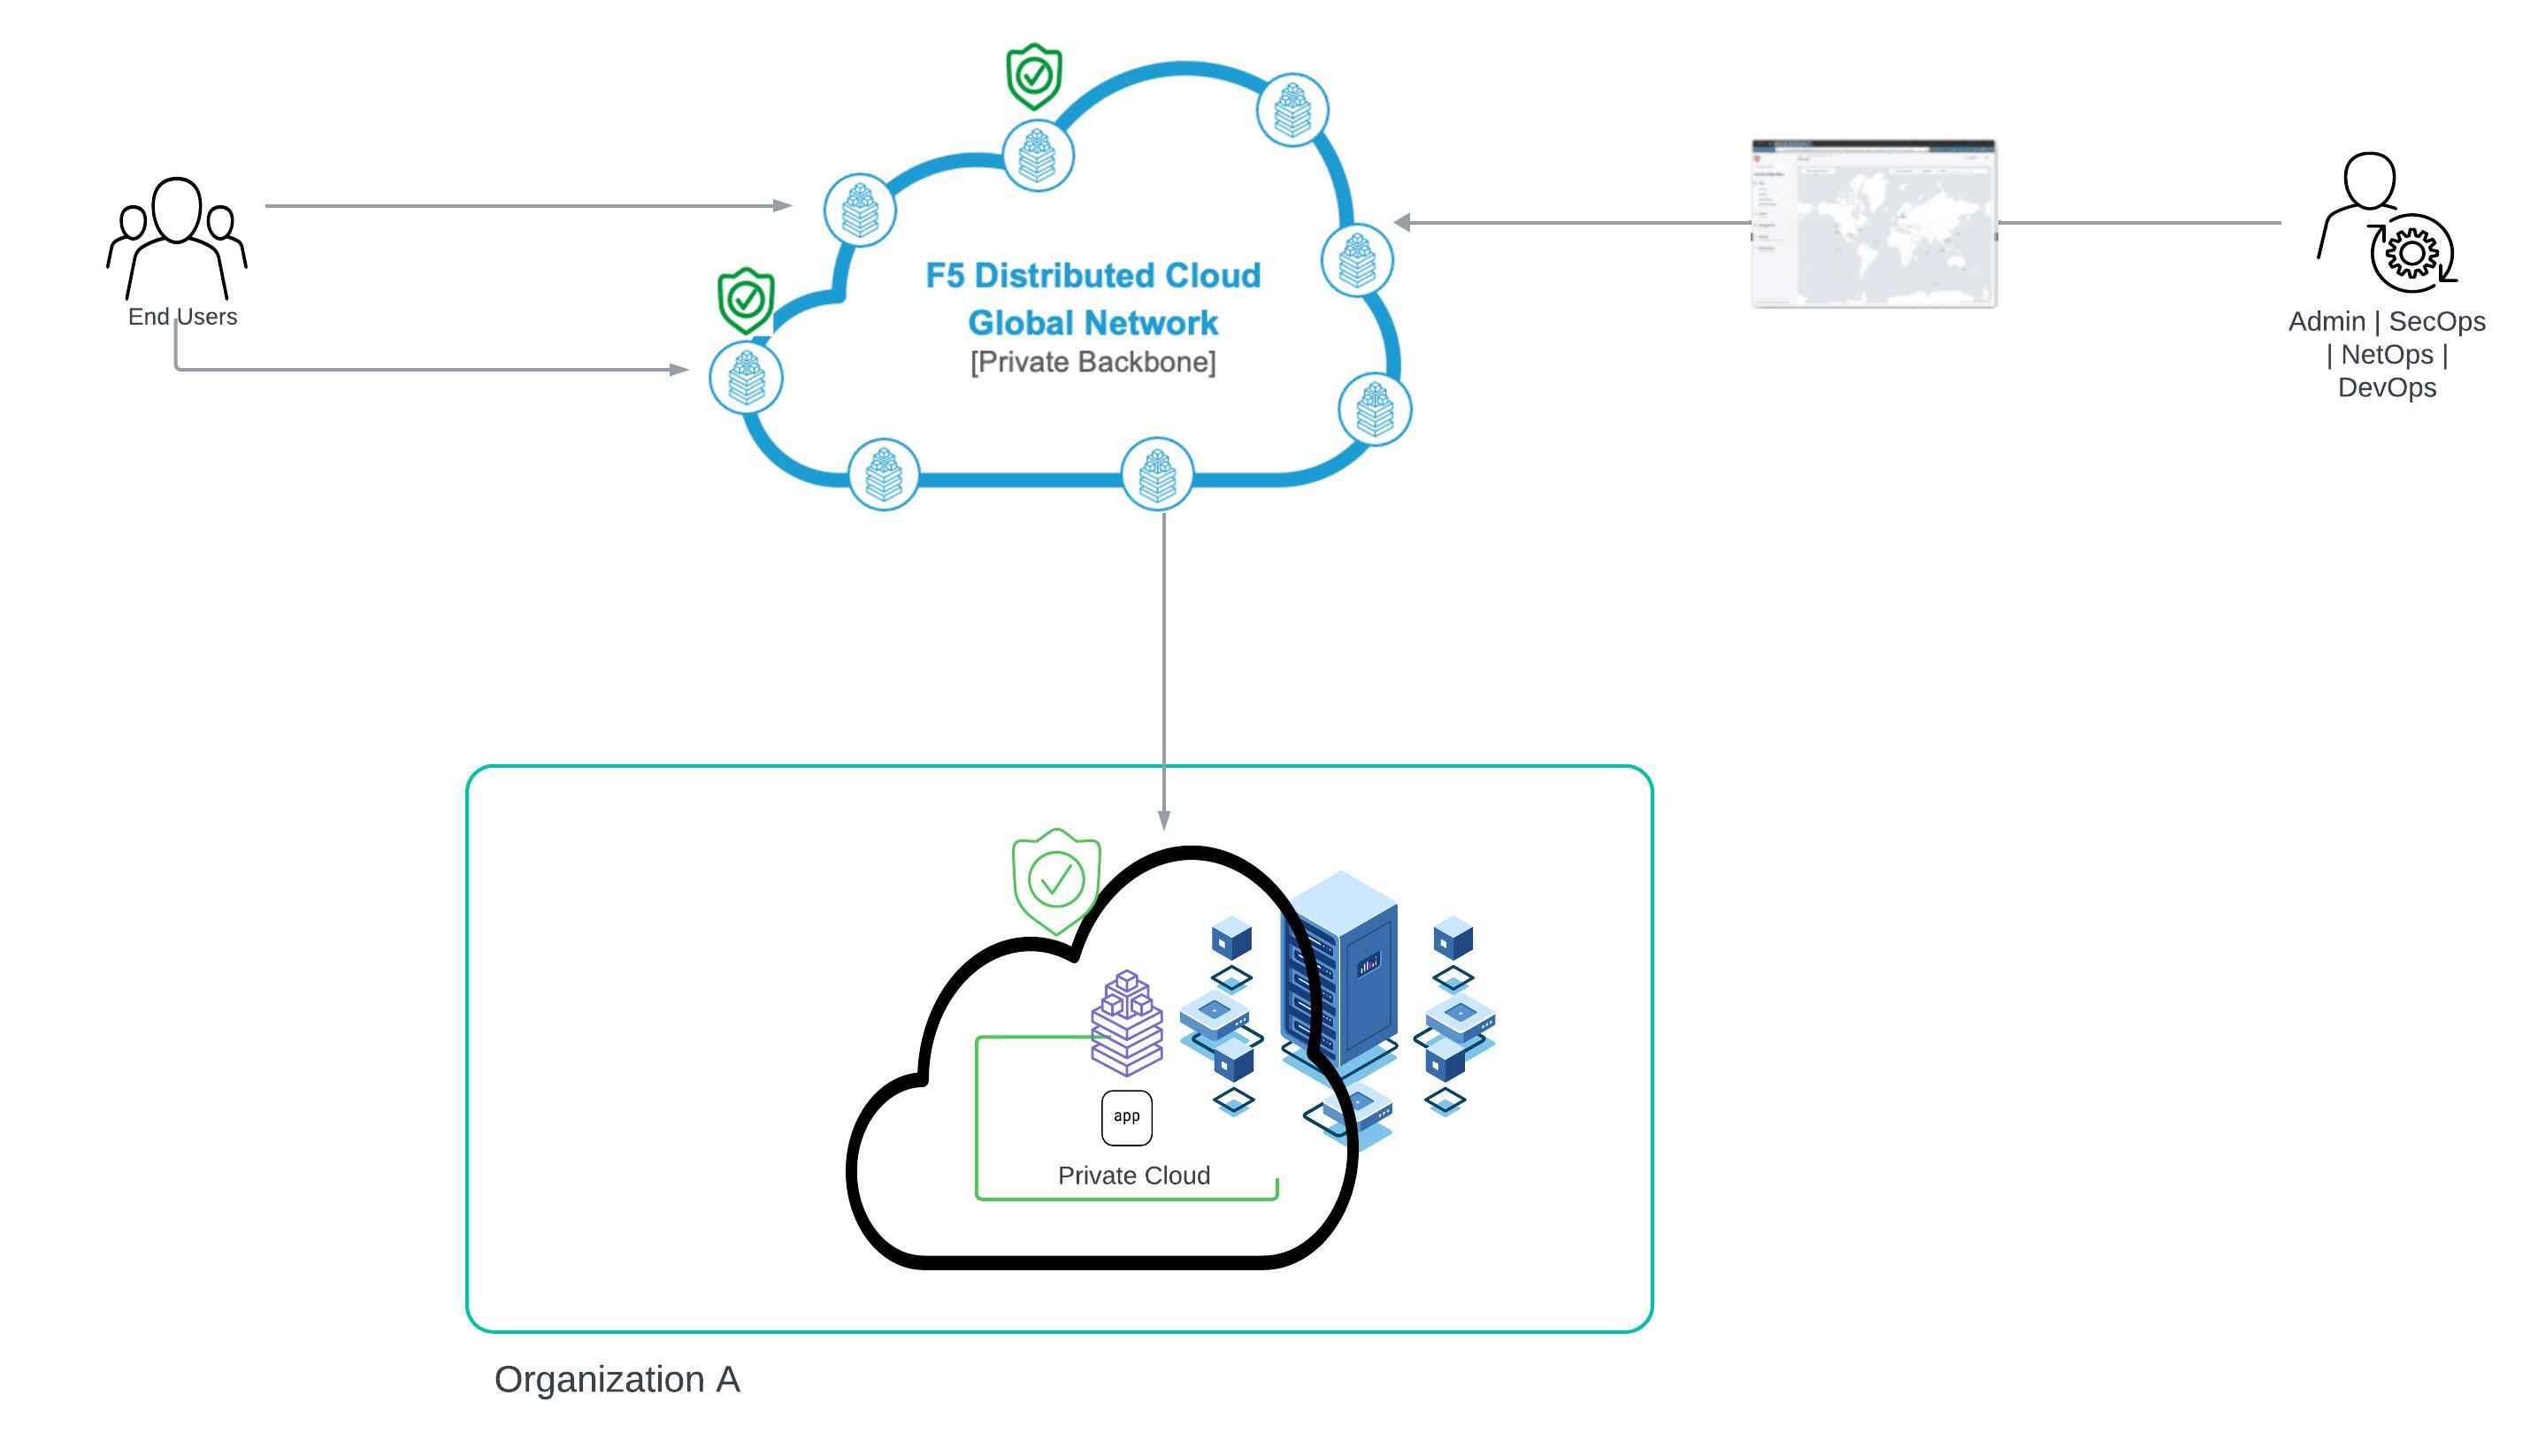 End Users
F5 Distributed Cloud
Global Network
[Private Backbone]
Admin | SecOps
| NetOps |
DevOps
app
Private Cloud
Organization A